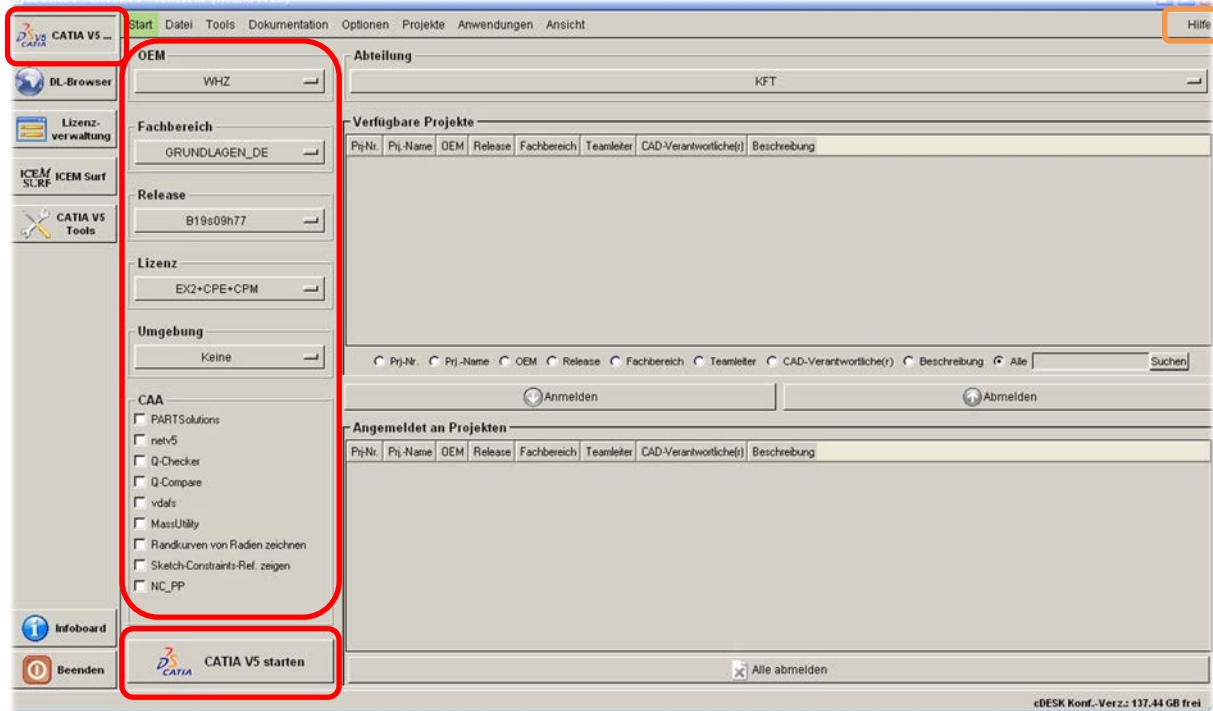 CATIA V5 ...
Start Datei Tools Dokumentation Optionen Projekte Anwendungen Ansicht Hilfe
DL-Browser
Lizenz-
verwaltung
ICEM SURF ICEM Surf
CATIA V5
Tools
Infoboard
Beenden
OEM
WHZ
Fachbereich
GRUNDLAGEN_DE
Release
B19s09h77
Lizenz
EX2+CPE+CPM
Umgebung
Keine
CAA
PARTSolutions
netv5
Q-Checker
Q-Compare
vdafs
MassUtility
Randkurven von Radien zeichnen
Sketch-Constraints-Ref. zeigen
NC_PP
CATIA V5 starten
Abteilung
KFT
Verfügbare Projekte
Prj-Nr. Prj.-Name OEM Release Fachbereich Teamleiter CAD-Verantwortliche(r) Beschreibung
Prj-Nr. Prj.-Name OEM Release Fachbereich Teamleiter CAD-Verantwortliche(r) Beschreibung Alle Suchen
Anmelden Abmelden
Angemeldet an Projekten
Prj-Nr. Prj.-Name OEM Release Fachbereich Teamleiter CAD-Verantwortliche(r) Beschreibung
Alle abmelden
cDESK Konf.-Verz.: 137.44 GB frei